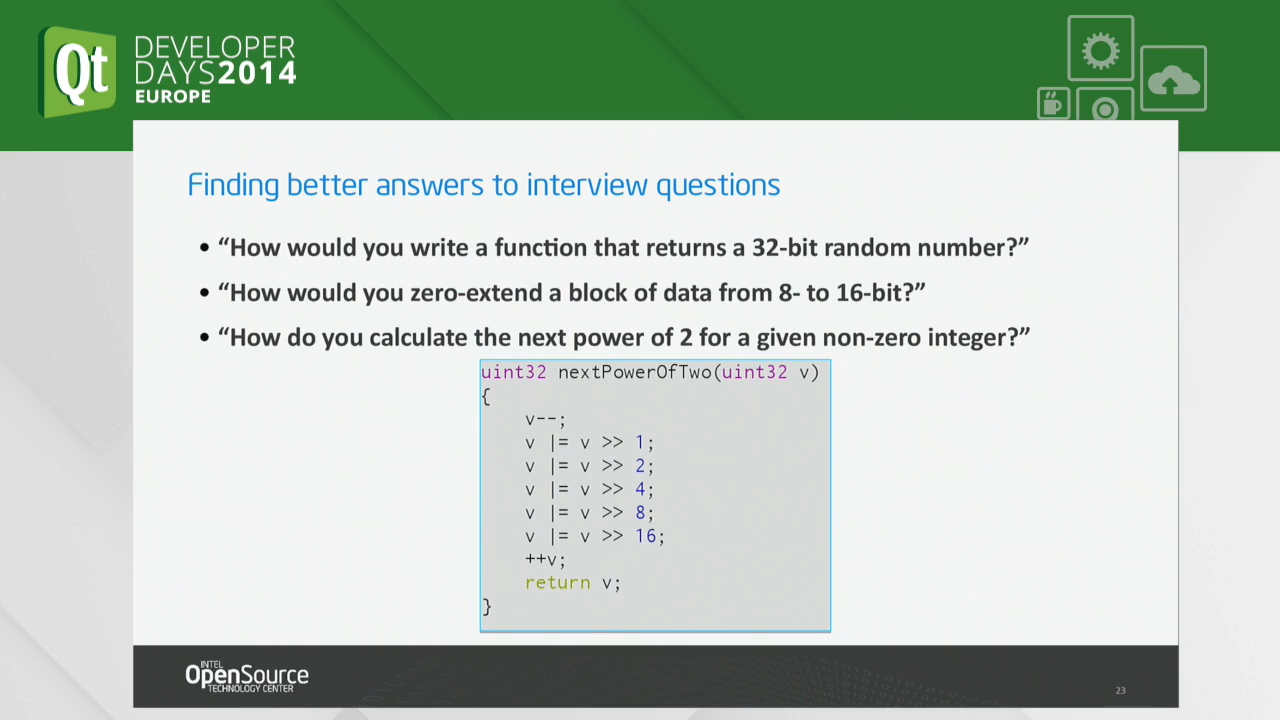 Qt
DEVELOPER
DAYS2014
EUROPE
Finding better answers to interview questions
• “How would you write a function that returns a 32-bit random number?”
• “How would you zero-extend a block of data from 8- to 16-bit?”
• “How do you calculate the next power of 2 for a given non-zero integer?”
uint32 nextPowerOfTwo(uint32 v)
{
    v--;
    v |= v >> 1;
    v |= v >> 2;
    v |= v >> 4;
    v |= v >> 8;
    v |= v >> 16;
    ++v;
    return v;
}
INTEL
OpenSource
TECHNOLOGY CENTER
23